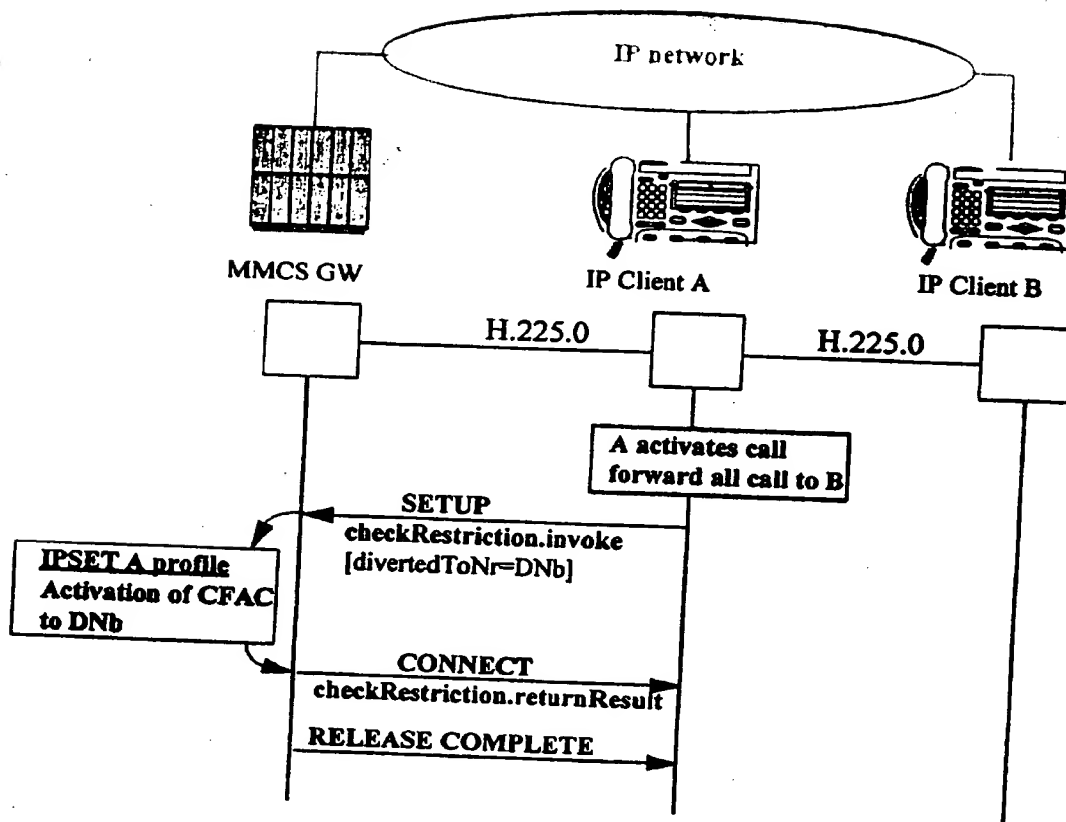 IP network
MMCS GW
IP Client A
IP Client B
H.225.0
H.225.0
A activates call
forward all call to B
SETUP
checkRestriction.invoke
[divertedToNr=DNb]
IPSET A profile
Activation of CFAC
to DNb
CONNECT
checkRestriction.returnResult
RELEASE COMPLETE